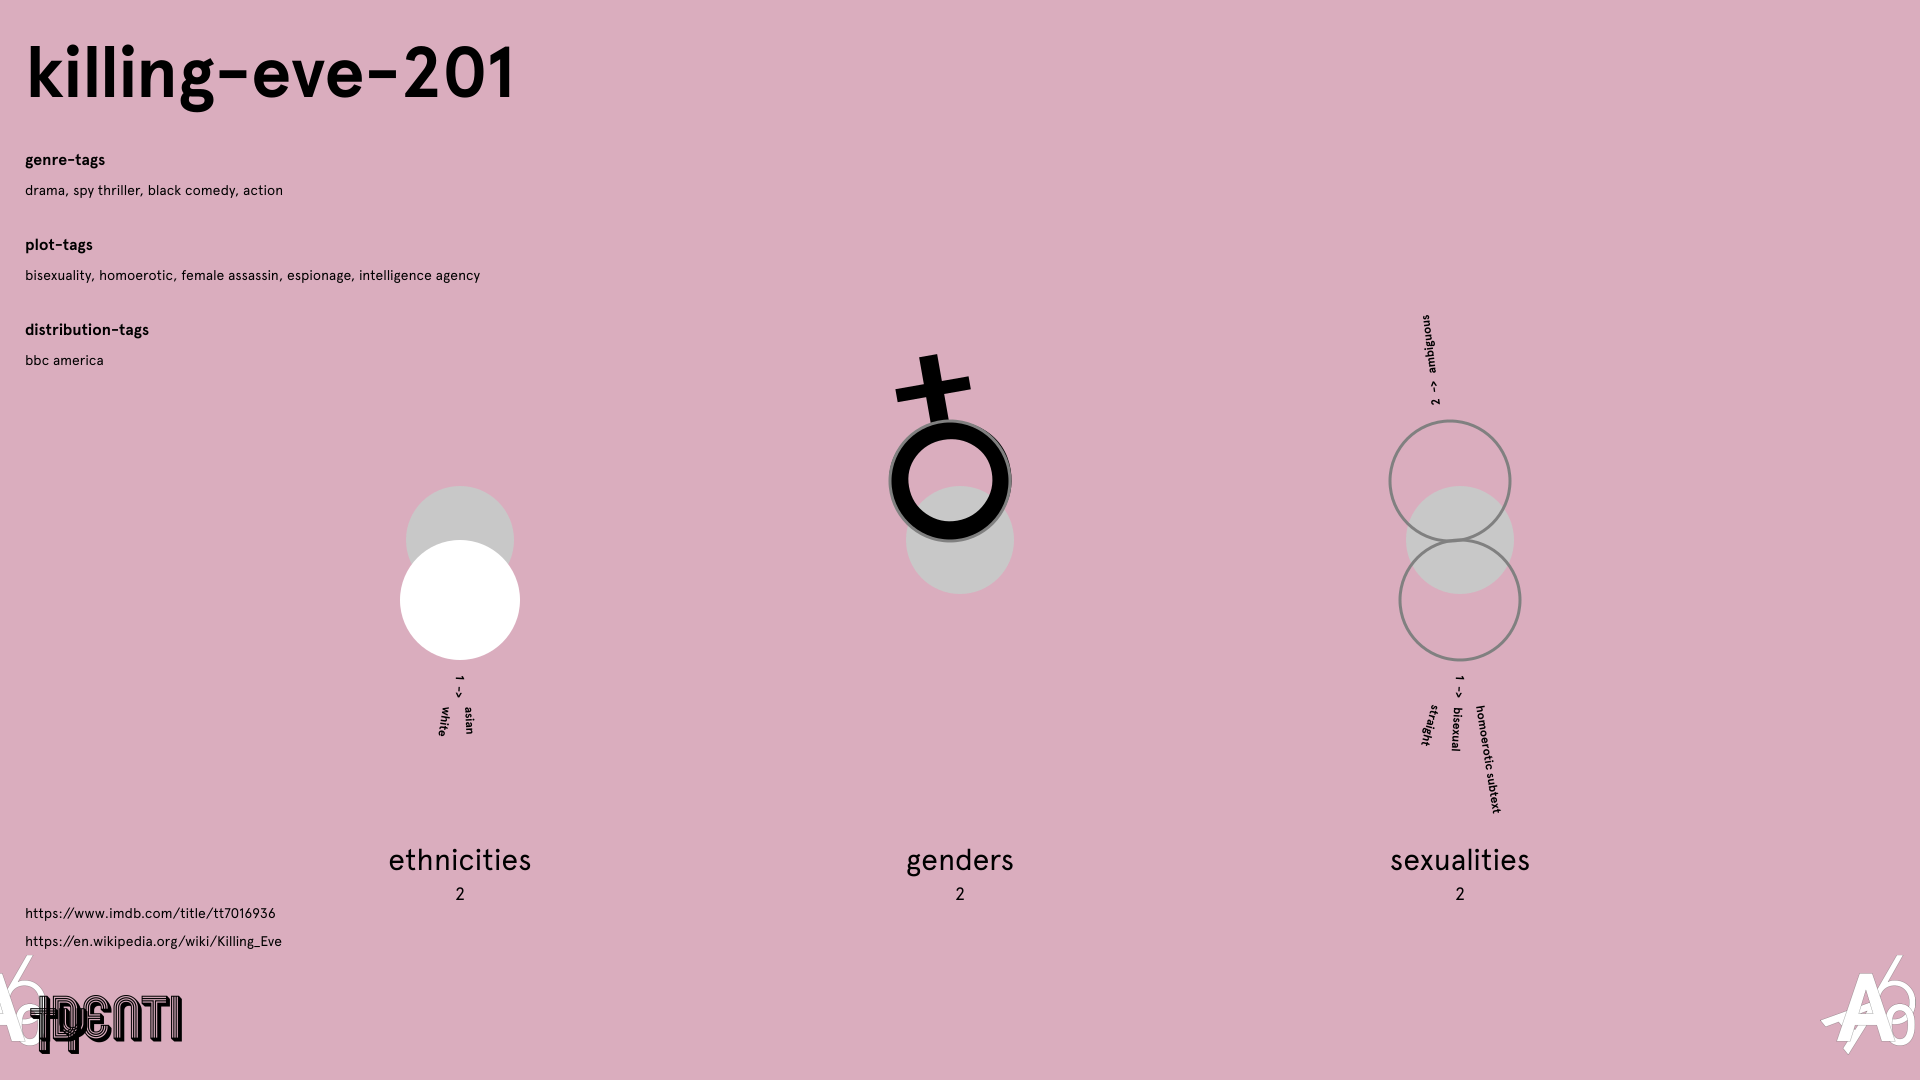 killing-eve-201
genre-tags
drama, spy thriller, black comedy, action
plot-tags
bisexuality, homoerotic, female assassin, espionage, intelligence agency
distribution-tags
bbc america
2 -> ambiguous
1 ->
asian
white
1 ->
homoerotic subtext
bisexual
straight
ethnicities
2
genders
2
sexualities
2
https://www.imdb.com/title/tt7016936
https://en.wikipedia.org/wiki/Killing_Eve
IDENTI